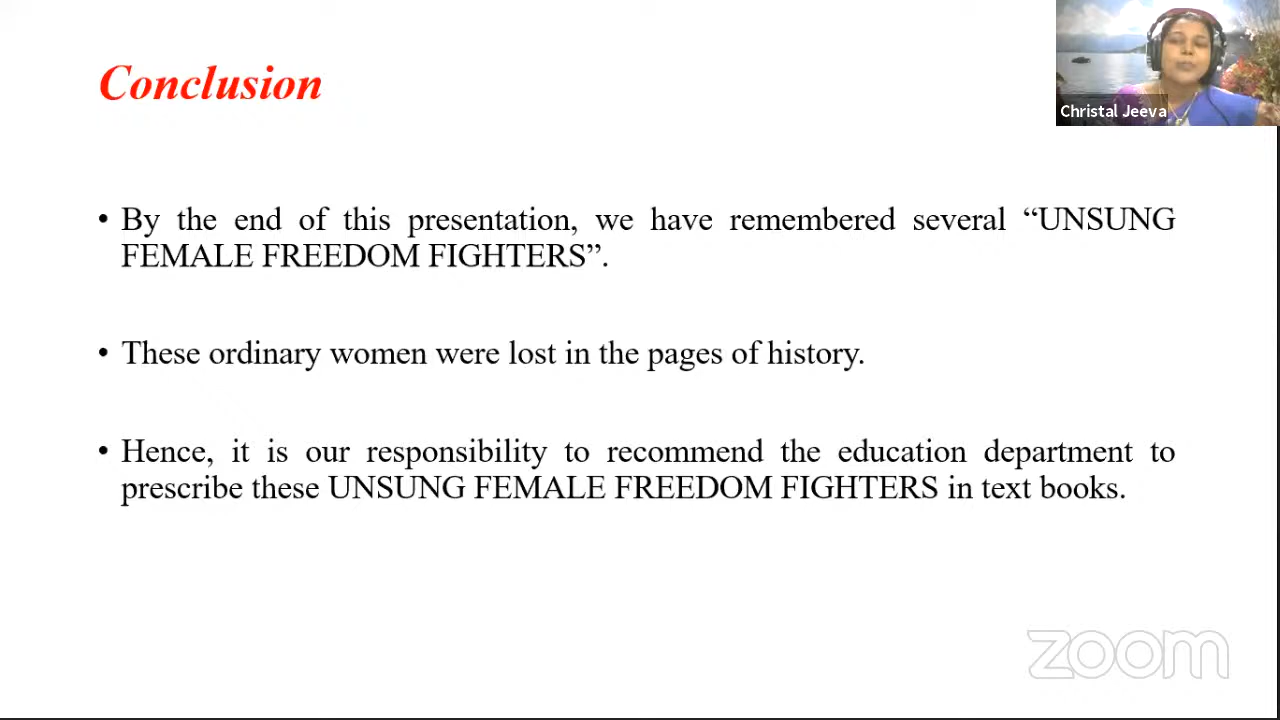 Conclusion
Christal Jeeva
• By the end of this presentation, we have remembered several “UNSUNG
FEMALE FREEDOM FIGHTERS”.
• These ordinary women were lost in the pages of history.
• Hence, it is our responsibility to recommend the education department to
prescribe these UNSUNG FEMALE FREEDOM FIGHTERS in text books.
zoom